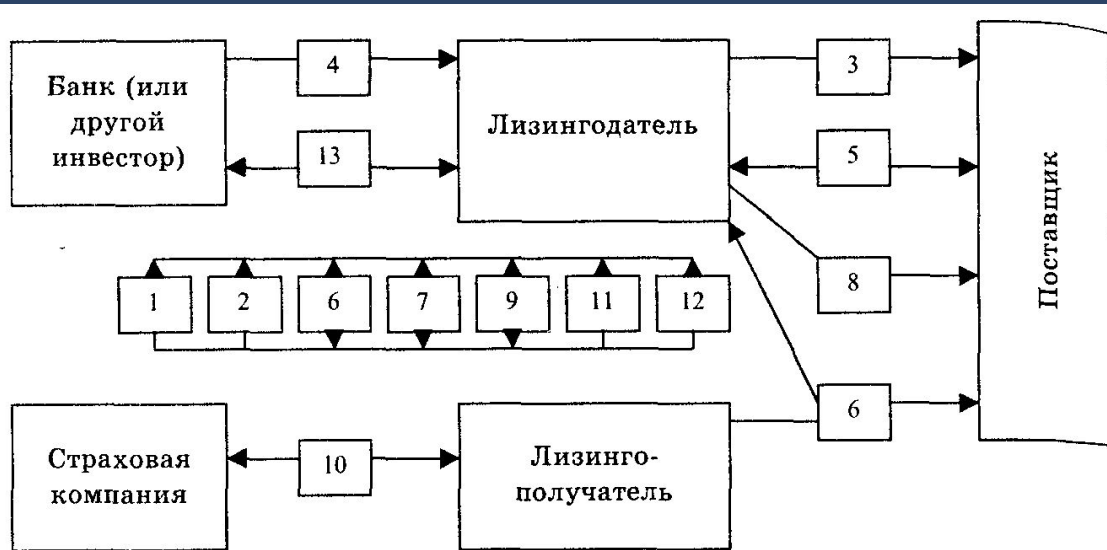 Банк (или
другой
инвестор)
4
13
Лизингодатель
3
5
8
6
Поставщик
1
2
6
7
9
11
12
Страховая
компания
10
Лизинго-
получатель